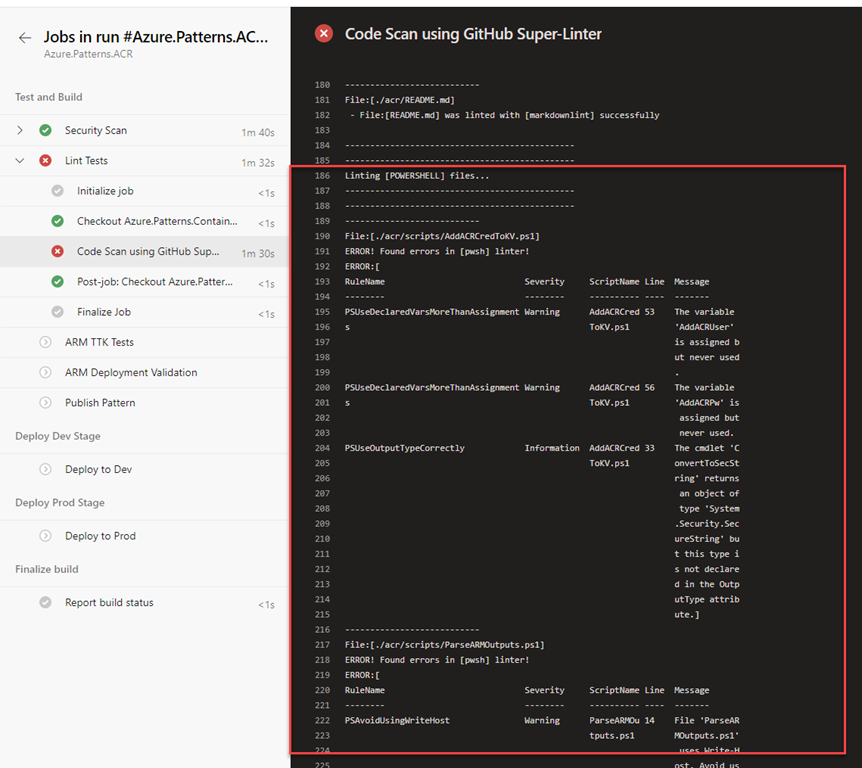 Jobs in run #Azure.Patterns.AC...
Azure.Patterns.ACR
Test and Build
Security Scan 1m 40s
Lint Tests 1m 32s
Initialize job <1s
Checkout Azure.Patterns.Contain... <1s
Code Scan using GitHub Sup... 1m 30s
Post-job: Checkout Azure.Patter... <1s
Finalize Job <1s
ARM TTK Tests
ARM Deployment Validation
Publish Pattern
Deploy Dev Stage
Deploy to Dev
Deploy Prod Stage
Deploy to Prod
Finalize build
Report build status <1s
Code Scan using GitHub Super-Linter
180 ---------------------------
181 File:[./acr/README.md]
182 - File:[README.md] was linted with [markdownlint] successfully
183
184 ----------------------------------------------
185 ----------------------------------------------
186 Linting [POWERSHELL] files...
187 ----------------------------------------------
188 ----------------------------------------------
189 ---------------------------
190 File:[./acr/scripts/AddACRCredToKV.ps1]
191 ERROR! Found errors in [pwsh] linter!
192 ERROR:[
193 RuleName Severity ScriptName Line Message
194 -------- -------- ---------- ---- -------
195 PSUseDeclaredVarsMoreThanAssignment Warning AddACRCred 53 The variable
196 s ToKV.ps1 'AddACRUser'
197 is assigned b
198 ut never used
199 .
200 PSUseDeclaredVarsMoreThanAssignment Warning AddACRCred 56 The variable
201 s ToKV.ps1 'AddACRPw' is
202 assigned but
203 never used.
204 PSUseOutputTypeCorrectly Information AddACRCred 33 The cmdlet 'C
205 ToKV.ps1 onvertToSecSt
206 ring' returns
207 an object of
208 type 'System
209 .Security.Sec
210 ureString' bu
211 t this type i
212 s not declare
213 d in the Outp
214 utType attrib
215 ute.]
216 ---------------------------
217 File:[./acr/scripts/ParseARMOutputs.ps1]
218 ERROR! Found errors in [pwsh] linter!
219 ERROR:[
220 RuleName Severity ScriptName Line Message
221 -------- -------- ---------- ---- -------
222 PSAvoidUsingWriteHost Warning ParseARMOu 14 File 'ParseAR
223 tputs.ps1 MOutputs.ps1'
224 uses Write-H
225 ost. Avoid us